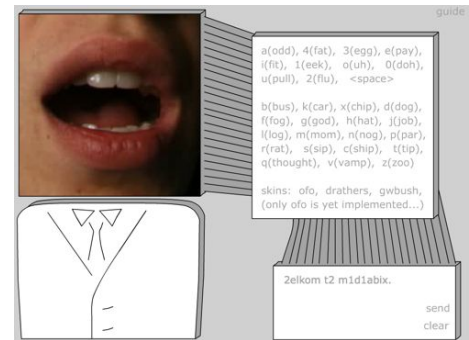 guide
a(odd), 4(fat), 3(egg), e(pay),
i(fit), 1(eek), o(uh), 0(doh),
u(pull), 2(flu), <space>
b(bus), k(car), x(chip), d(dog),
f(fog), g(god), h(hat), j(job),
l(log), m(mom), n(nog), p(par),
r(rat), s(sip), c(ship), t(tip),
q(thought), v(vamp), z(zoo)
skins: ofo, drathers, gwbush,
(only ofo is yet implemented...)
2elkom t2 m1d1abix.
send
clear